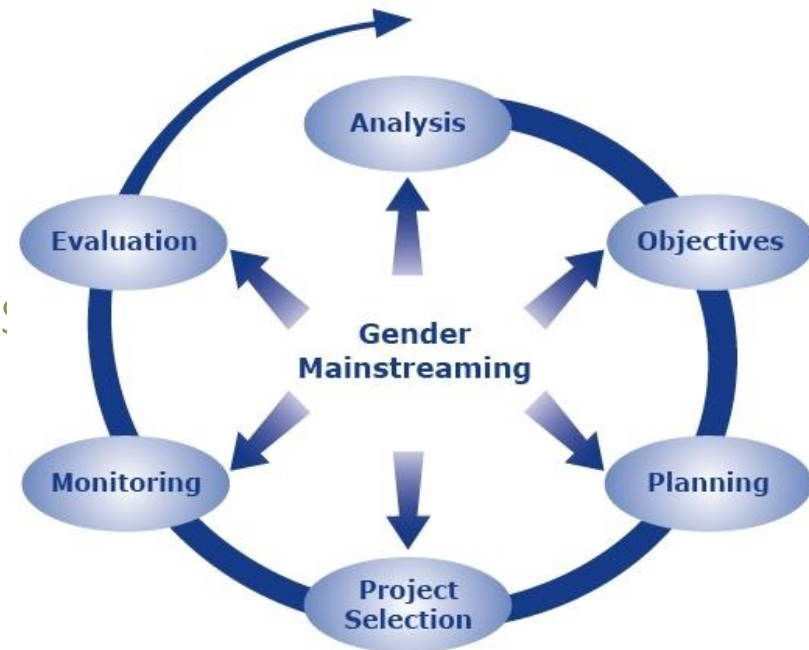 Analysis
Evaluation
Objectives
Gender
Mainstreaming
Monitoring
Planning
Project
Selection